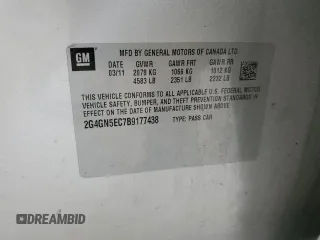 GM
MFD BY GENERAL MOTORS OF CANADA LTD.
DATE GVWR GAWR FRT GAWR RR
03/11 2079 KG 1066 KG 1012 KG
4583 LB 2351 LB 2232 LB
THIS VEHICLE CONFORMS TO ALL APPLICABLE U.S. FEDERAL MOTOR
VEHICLE SAFETY, BUMPER, AND THEFT PREVENTION STANDARDS IN
EFFECT ON THE DATE OF MANUFACTURE SHOWN ABOVE.
2G4GN5EC7B9177438 TYPE: PASS CAR
DREAMBID